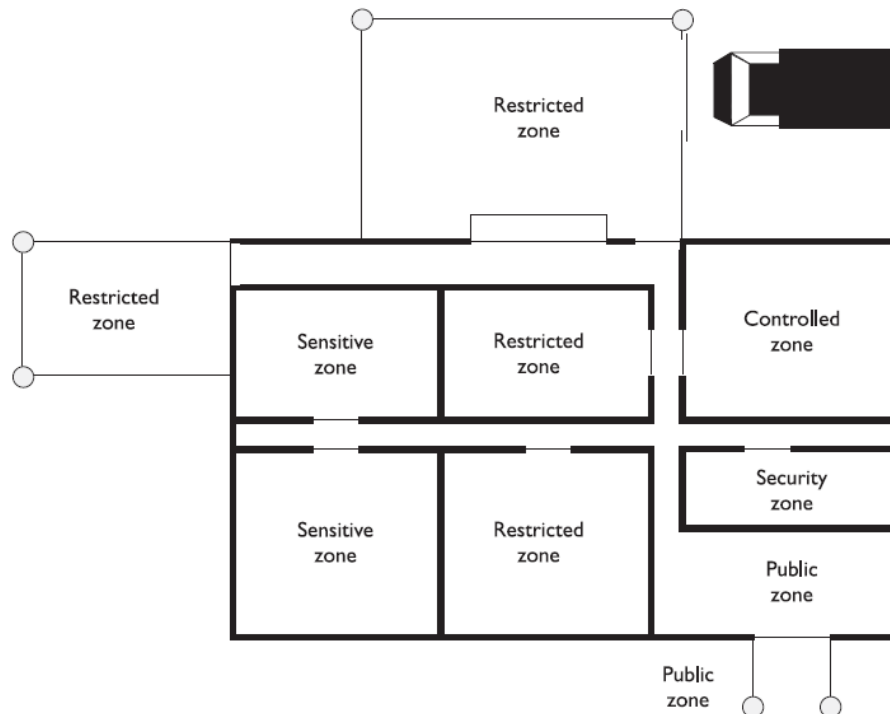 Restricted
zone
Restricted
zone
Sensitive
zone
Restricted
zone
Controlled
zone
Security
zone
Sensitive
zone
Restricted
zone
Public
zone
Public
zone